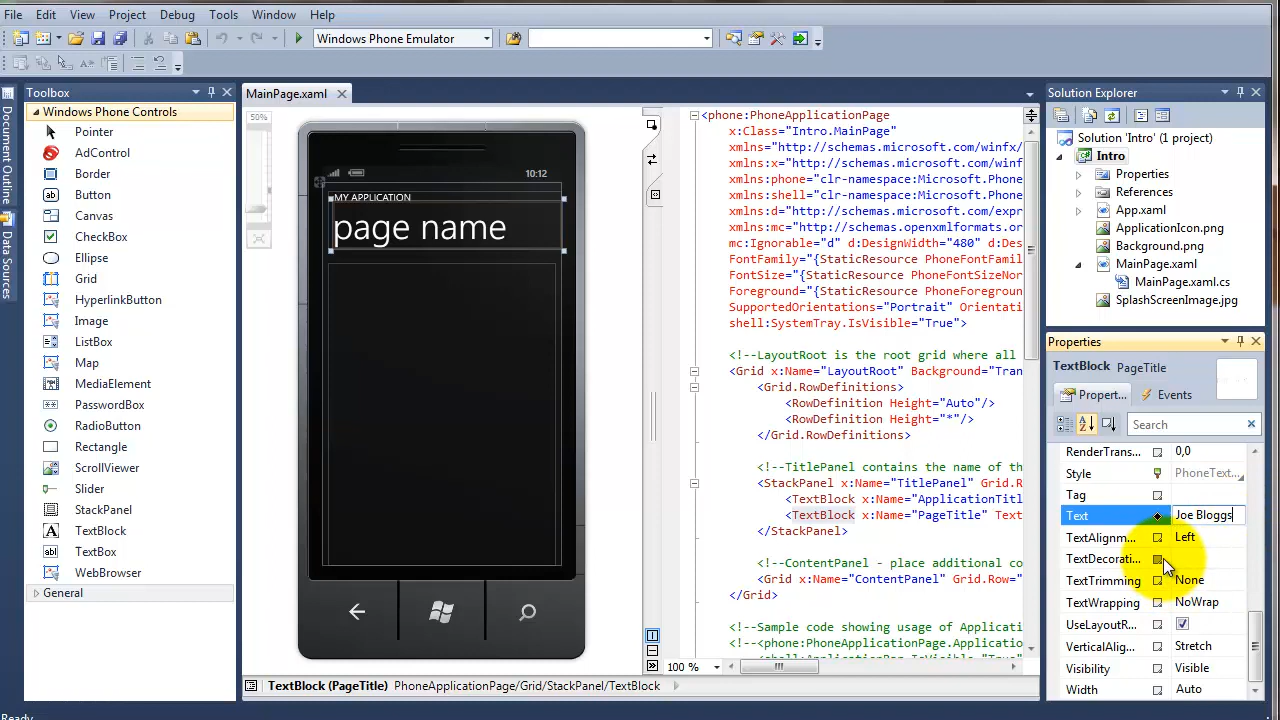 File Edit View Project Debug Tools Window Help
Windows Phone Emulator
Toolbox
Windows Phone Controls
Pointer
AdControl
Border
Button
Canvas
CheckBox
Ellipse
Grid
HyperlinkButton
Image
ListBox
Map
MediaElement
PasswordBox
RadioButton
Rectangle
ScrollViewer
Slider
StackPanel
TextBlock
TextBox
WebBrowser
General
Document Outline
Data Sources
MainPage.xaml
50%
10:12
MY APPLICATION
page name
<phone:PhoneApplicationPage
x:Class="Intro.MainPage"
xmlns="http://schemas.microsoft.com/winfx/
xmlns:x="http://schemas.microsoft.com/winf
xmlns:phone="clr-namespace:Microsoft.Phone
xmlns:shell="clr-namespace:Microsoft.Phone
xmlns:d="http://schemas.microsoft.com/expr
xmlns:mc="http://schemas.openxmlformats.or
mc:Ignorable="d" d:DesignWidth="480" d:Des
FontFamily="{StaticResource PhoneFontFamil
FontSize="{StaticResource PhoneFontSizeNor
Foreground="{StaticResource PhoneForegroun
SupportedOrientations="Portrait" Orientati
shell:SystemTray.IsVisible="True">
<!--LayoutRoot is the root grid where all
<Grid x:Name="LayoutRoot" Background="Tran
<Grid.RowDefinitions>
<RowDefinition Height="Auto"/>
<RowDefinition Height="*"/>
</Grid.RowDefinitions>
<!--TitlePanel contains the name of th
<StackPanel x:Name="TitlePanel" Grid.R
<TextBlock x:Name="ApplicationTitl
<TextBlock x:Name="PageTitle" Text
</StackPanel>
<!--ContentPanel - place additional co
<Grid x:Name="ContentPanel" Grid.Row="
</Grid>
<!--Sample code showing usage of Applicati
<!--<phone:PhoneApplicationPage.Applicatio
100 %
TextBlock (PageTitle) PhoneApplicationPage/Grid/StackPanel/TextBlock
Solution Explorer
Solution 'Intro' (1 project)
Intro
Properties
References
App.xaml
ApplicationIcon.png
Background.png
MainPage.xaml
MainPage.xaml.cs
SplashScreenImage.jpg
Properties
TextBlock PageTitle
Propert... Events
Search
RenderTrans... 0,0
Style PhoneText...
Tag
Text Joe Bloggs
TextAlignm... Left
TextDecorati...
TextTrimming None
TextWrapping NoWrap
UseLayoutR...
VerticalAlig... Stretch
Visibility Visible
Width Auto
Ready